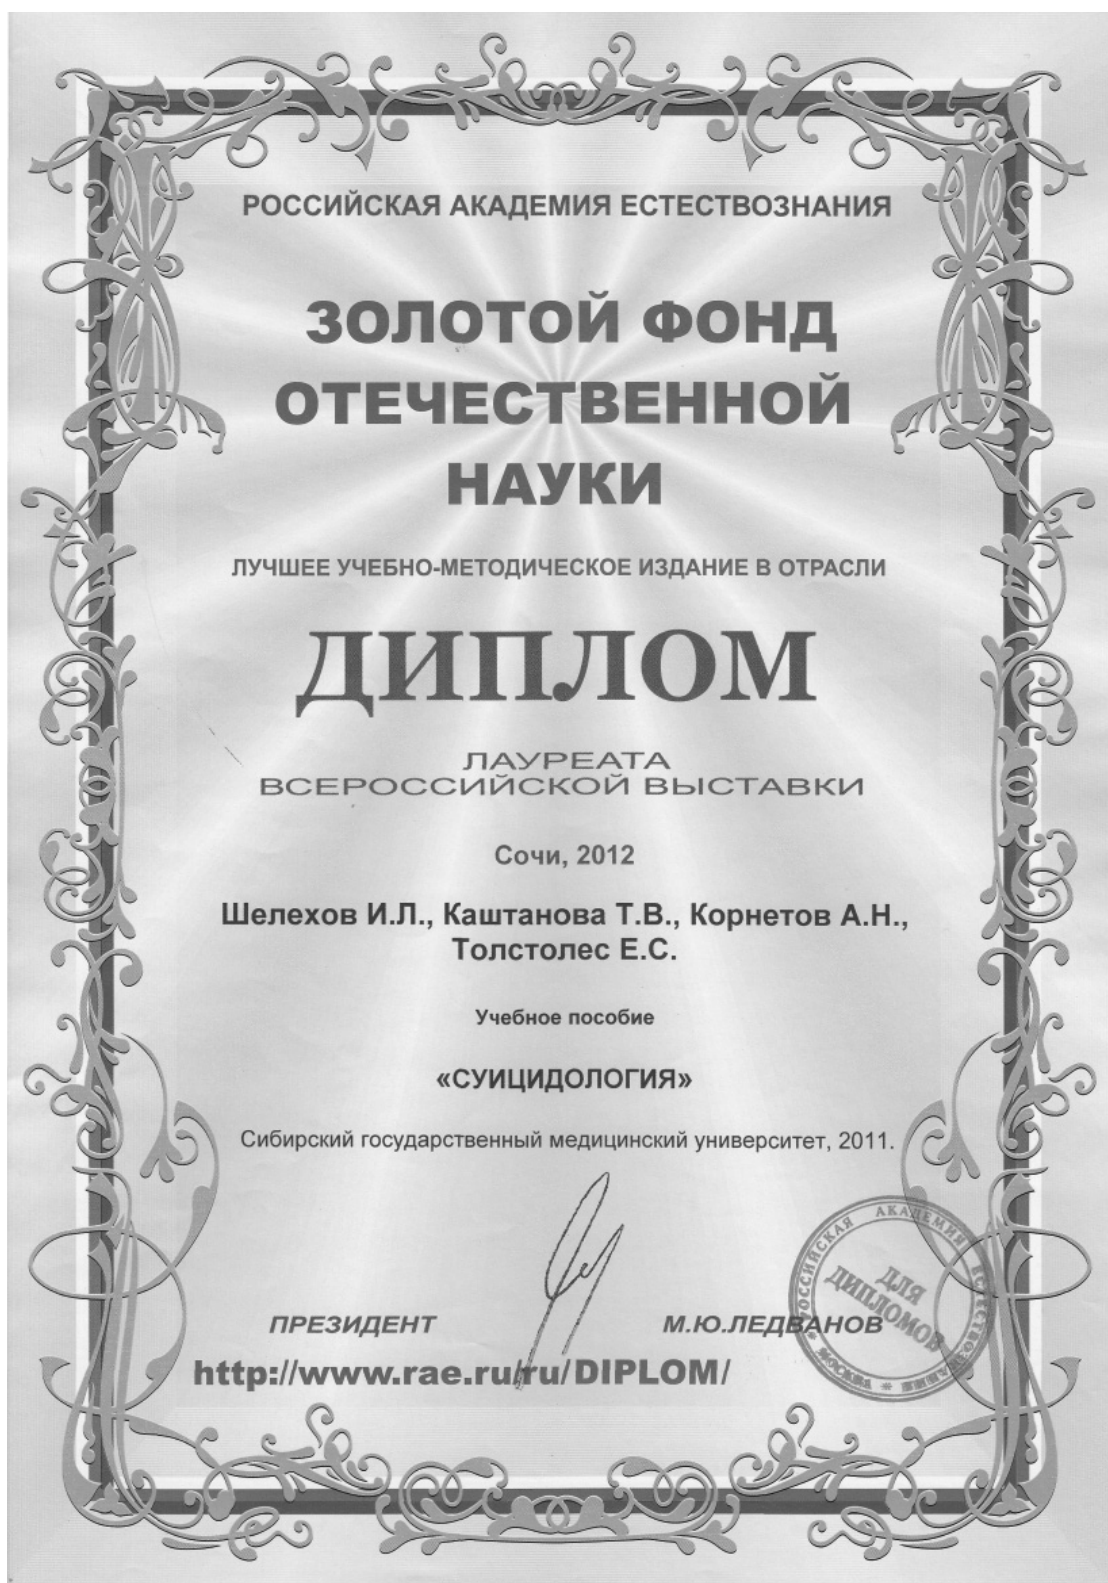 РОССИЙСКАЯ АКАДЕМИЯ ЕСТЕСТВОЗНАНИЯ
ЗОЛОТОЙ ФОНД
ОТЕЧЕСТВЕННОЙ
НАУКИ
ЛУЧШЕЕ УЧЕБНО-МЕТОДИЧЕСКОЕ ИЗДАНИЕ В ОТРАСЛИ
ДИПЛОМ
ЛАУРЕАТА
ВСЕРОССИЙСКОЙ ВЫСТАВКИ
Сочи, 2012
Шелехов И.Л., Каштанова Т.В., Корнетов А.Н.,
Толстолес Е.С.
Учебное пособие
«СУИЦИДОЛОГИЯ»
Сибирский государственный медицинский университет, 2011.
ПРЕЗИДЕНТ М.Ю.ЛЕДВАНОВ
http://www.rae.ru/ru/DIPLOM/
РОССИЙСКАЯ АКАДЕМИЯ ЕСТЕСТВОЗНАНИЯ * МОСКВА *
ДЛЯ
ДИПЛОМОВ